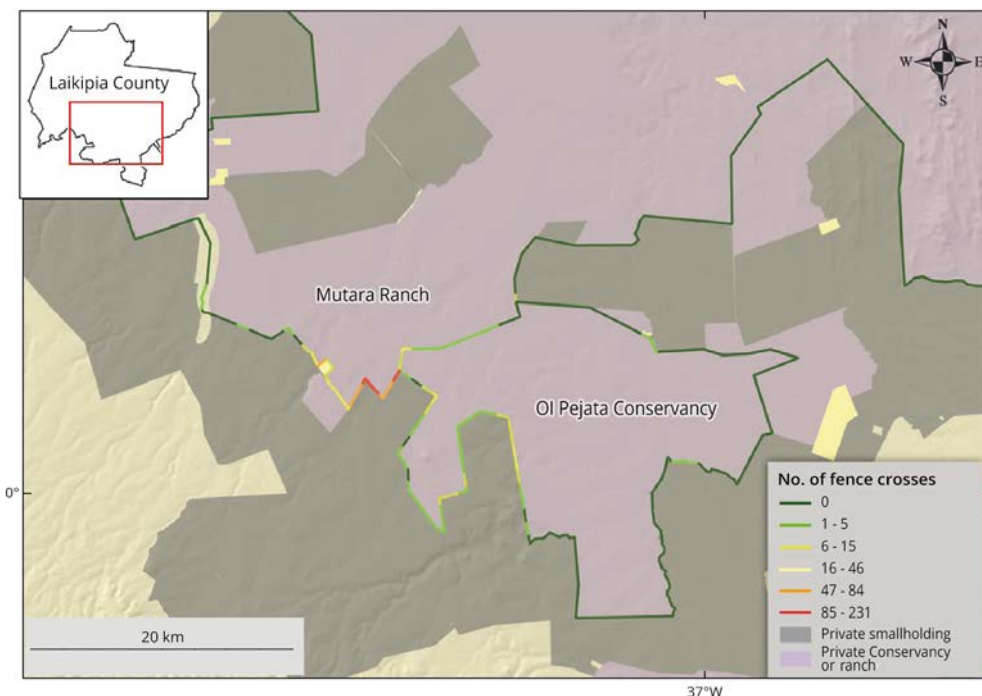 Laikipia County
N
W E
S
Mutara Ranch
Ol Pejata Conservancy
0°
No. of fence crosses
0
1 - 5
6 - 15
16 - 46
47 - 84
85 - 231
Private smallholding
Private Conservancy
or ranch
20 km
37°W